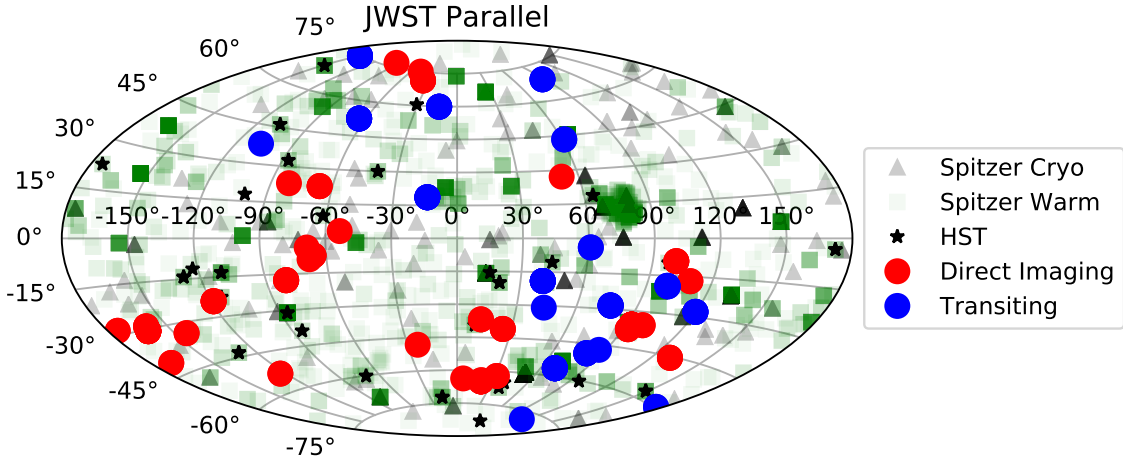 JWST Parallel
75°
60°
45°
30°
15°
0°
-15°
-30°
-45°
-60°
-75°
-150° -120° -90° -60° -30° 0° 30° 60° 90° 120° 150°
Spitzer Cryo
Spitzer Warm
HST
Direct Imaging
Transiting